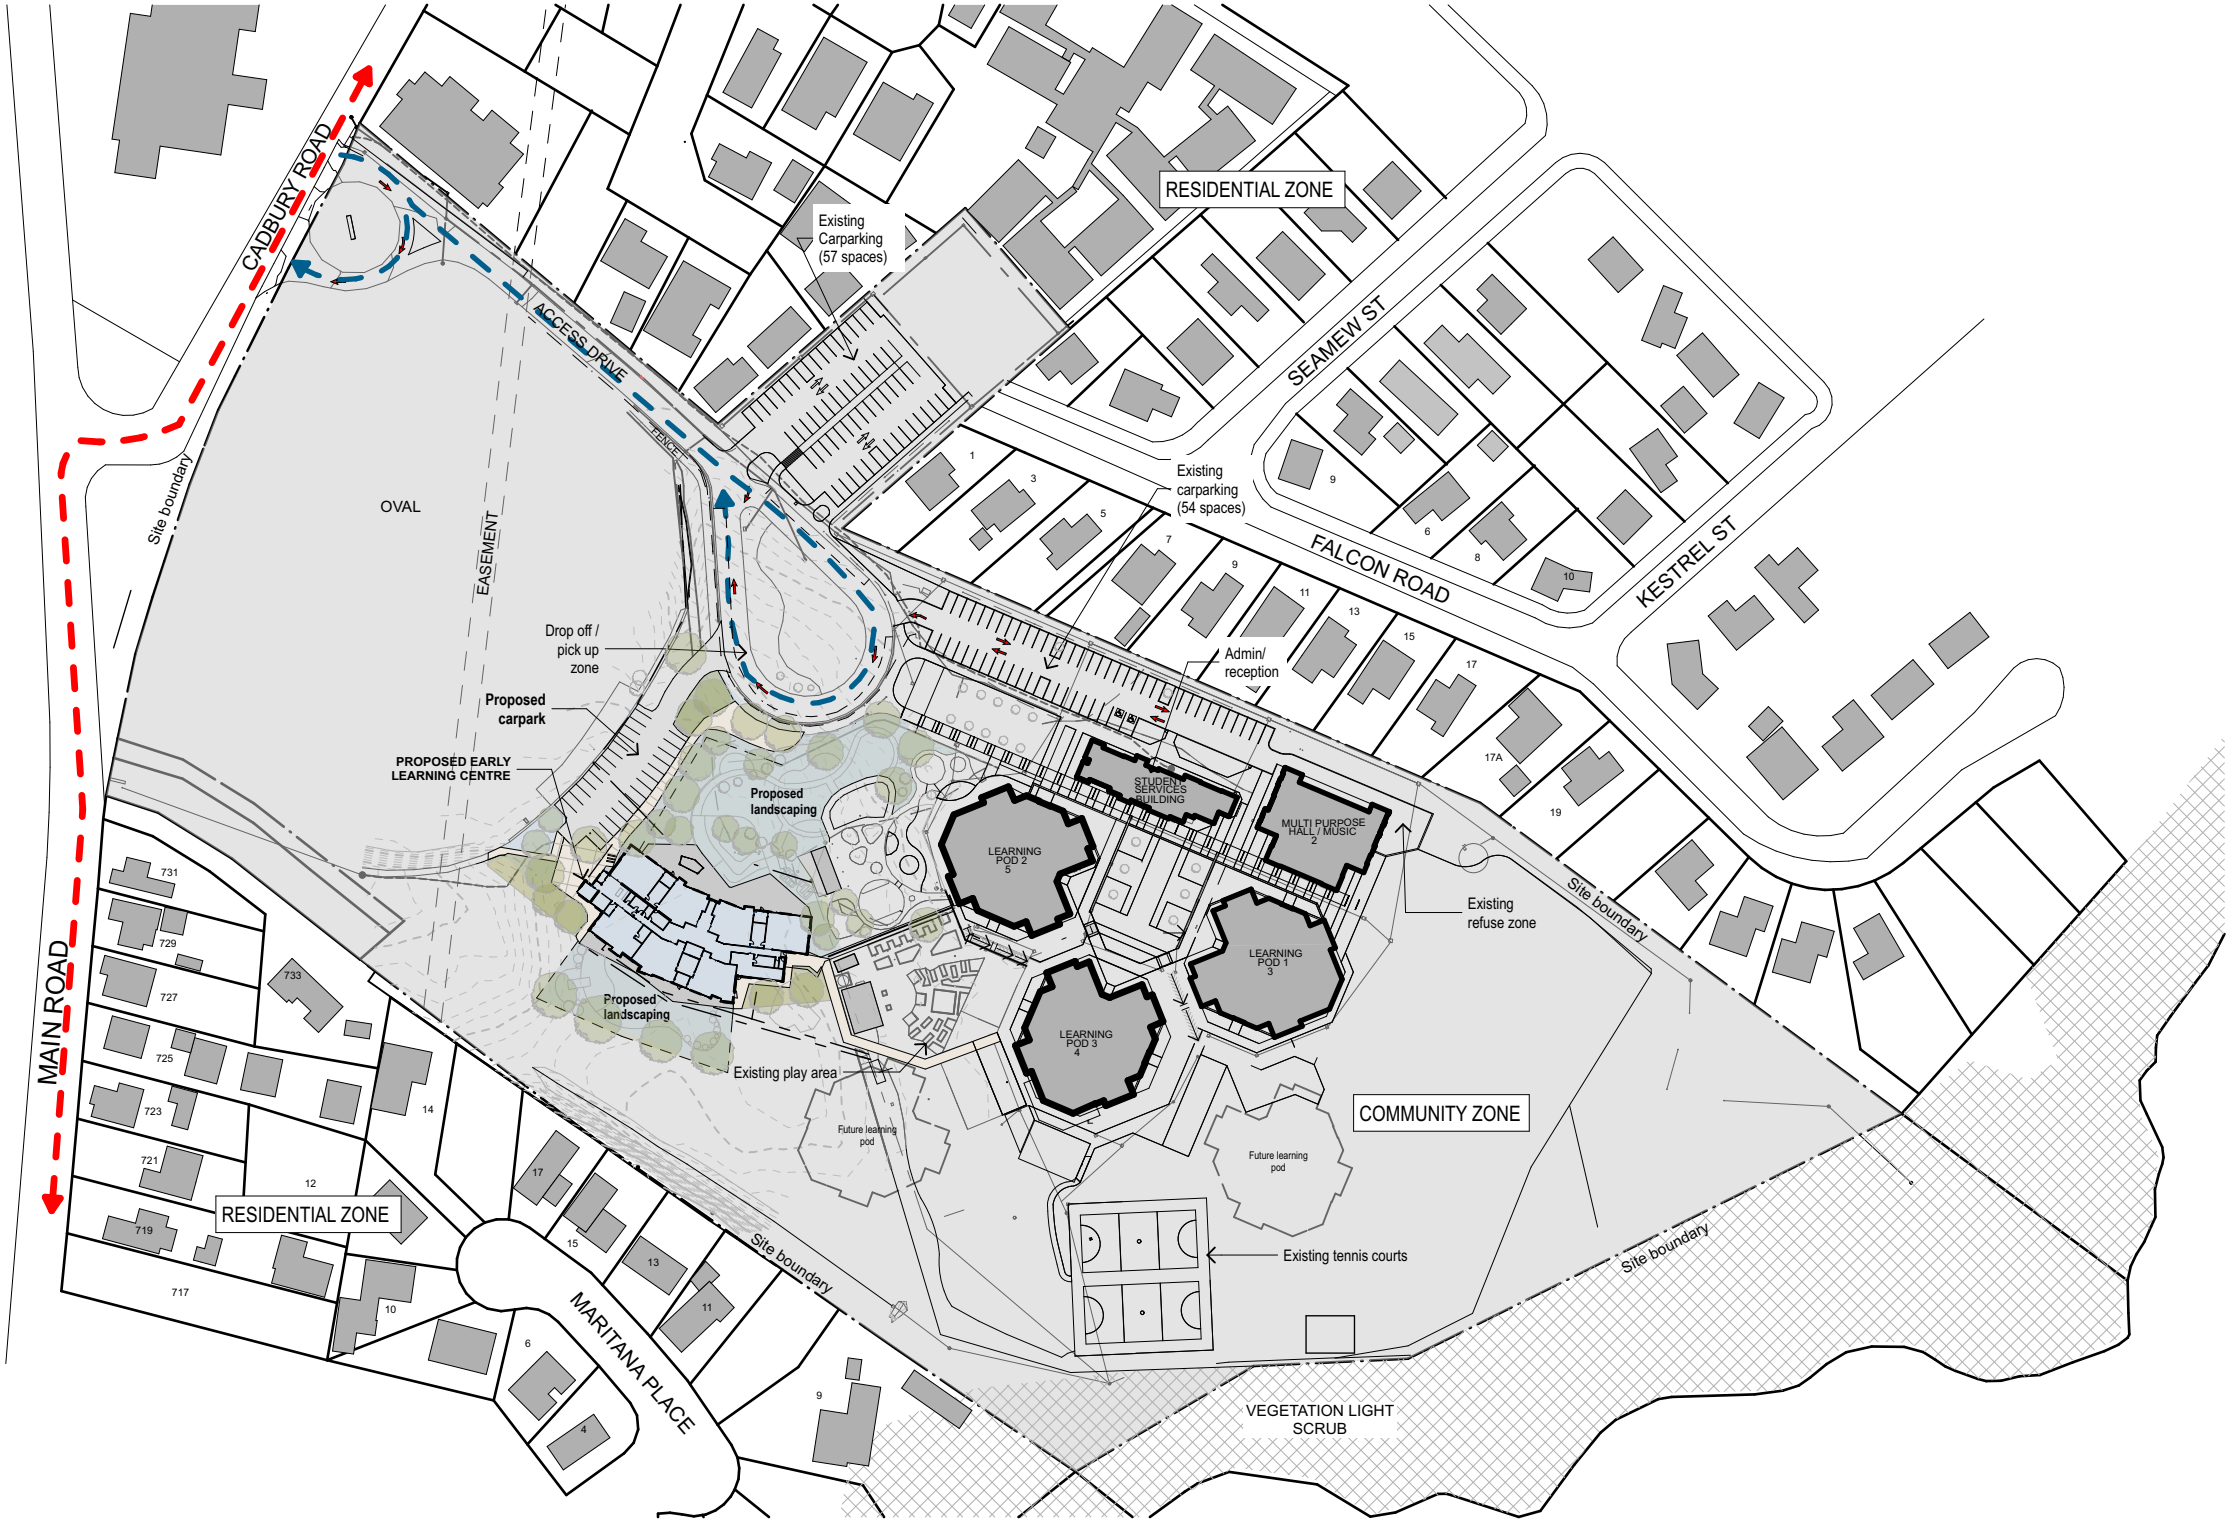 CADBURY ROAD
RESIDENTIAL ZONE
Existing
Carparking
(57 spaces)
ACCESS DRIVE
FENCE
SEAMEW ST
Site boundary
OVAL
EASEMENT
1
3
5
7
9
11
13
15
17
17A
19
Existing
carparking
(54 spaces)
9
6
8
10
FALCON ROAD
KESTREL ST
Drop off /
pick up
zone
Admin/
reception
Proposed
carpark
PROPOSED EARLY
LEARNING CENTRE
Proposed
landscaping
STUDENT
SERVICES
BUILDING
MULTI PURPOSE
HALL / MUSIC
2
LEARNING
POD 2
5
Existing
refuse zone
Site boundary
LEARNING
POD 1
3
LEARNING
POD 3
4
Proposed
landscaping
Existing play area
COMMUNITY ZONE
Future learning
pod
Future learning
pod
MAIN ROAD
731
729
733
727
725
723
721
719
717
14
12
RESIDENTIAL ZONE
10
17
15
13
11
6
4
9
MARITANA PLACE
Site boundary
Existing tennis courts
Site boundary
VEGETATION LIGHT
SCRUB